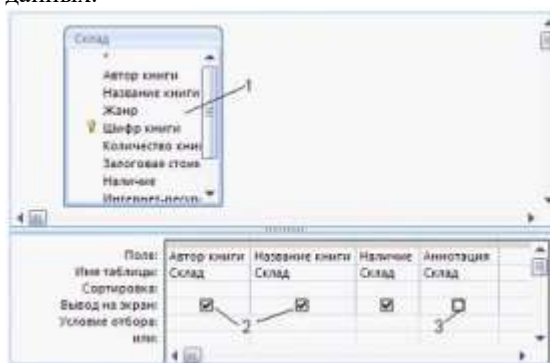 данных.
Склад
*
Автор книги
Название книги
1
Жанр
Шифр книги
Количество книг
Залоговая стоим
Наличие
Интернет-ресур
Поле: Автор книги Название книги Наличие Аннотация
Имя таблицы: Склад Склад Склад Склад
Сортировка:
Вывод на экран:
2 3
Условие отбора:
или: